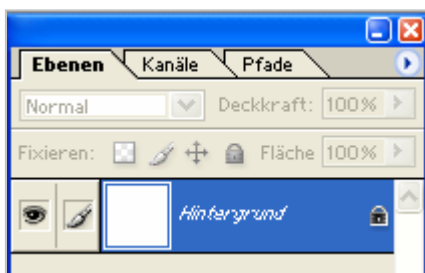 Ebenen Kanäle Pfade
Normal Deckkraft: 100%
Fixieren: Fläche 100%
Hintergrund